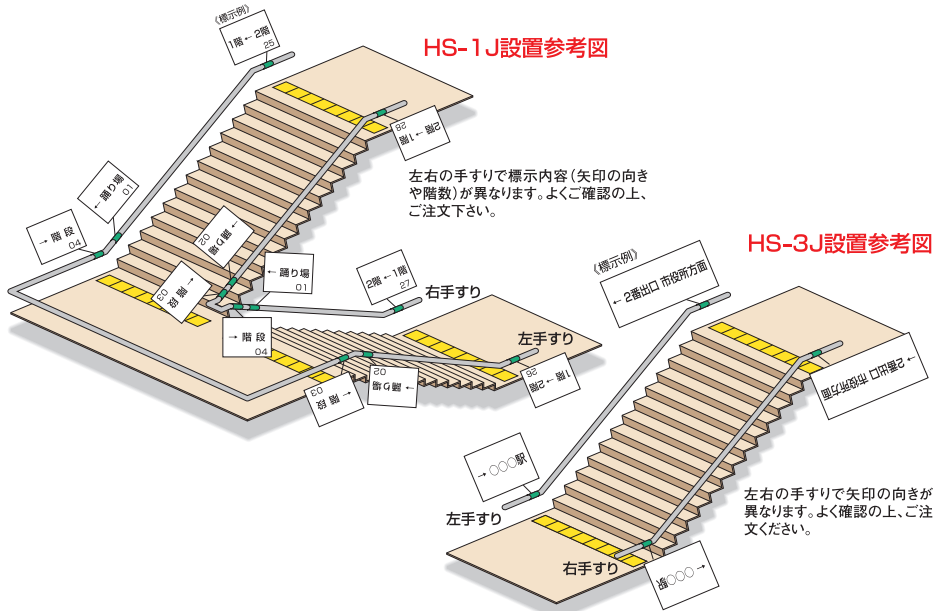 《標示例》
1階←2階
25
HS-1J設置参考図
2階←1階
28
左右の手すりで標示内容(矢印の向き
や階数)が異なります。よくご確認の上、
ご注文下さい。
←踊り場
01
→階段
04
→踊り場
02
←階段
03
←踊り場
01
2階←1階
27
右手すり
→階段
04
左手すり
1階←2階
26
→踊り場
02
←階段
03
HS-3J設置参考図
《標示例》
←2番出口 市役所方面
→2番出口 市役所方面
→○○○駅
左手すり
左右の手すりで矢印の向きが
異なります。よく確認の上、ご注
文ください。
右手すり
←○○○駅